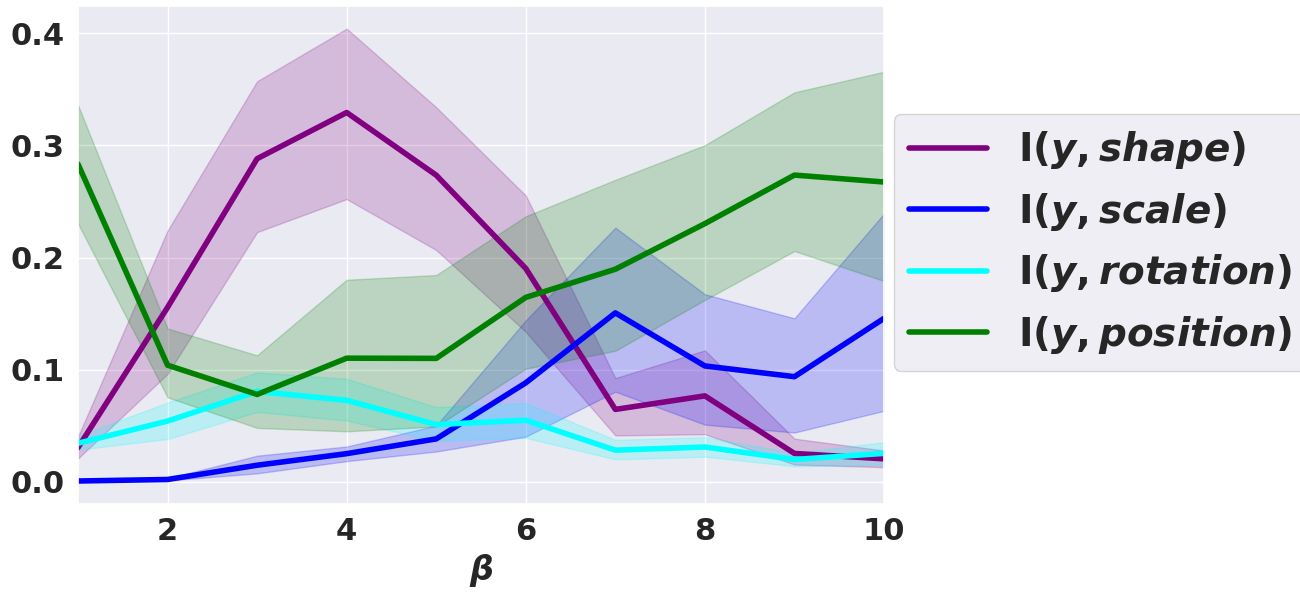 0.4
0.3
0.2
0.1
0.0
2 4 6 8 10
β
I(y, shape)
I(y, scale)
I(y, rotation)
I(y, position)